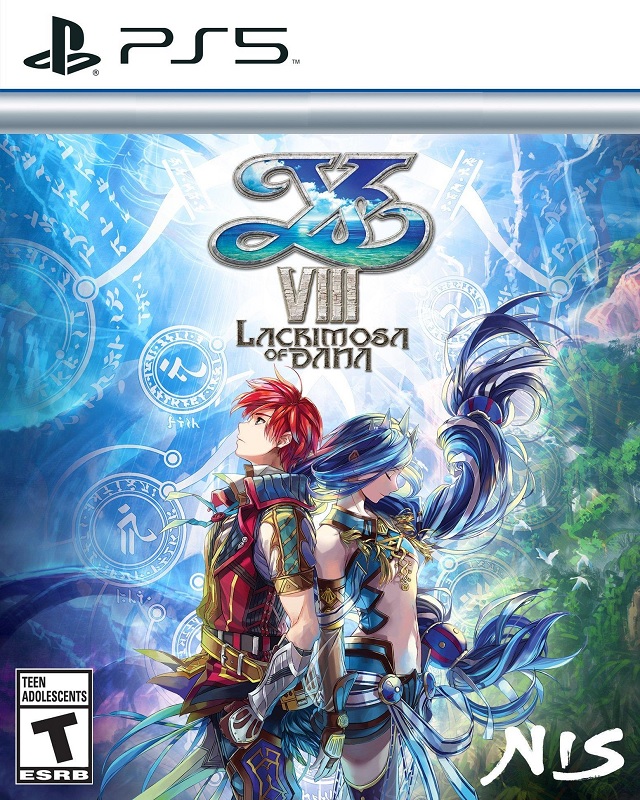 PS5
Ys
VIII
LACRIMOSA
OF DANA
TEEN
ADOLESCENTS
T
ESRB
NIS